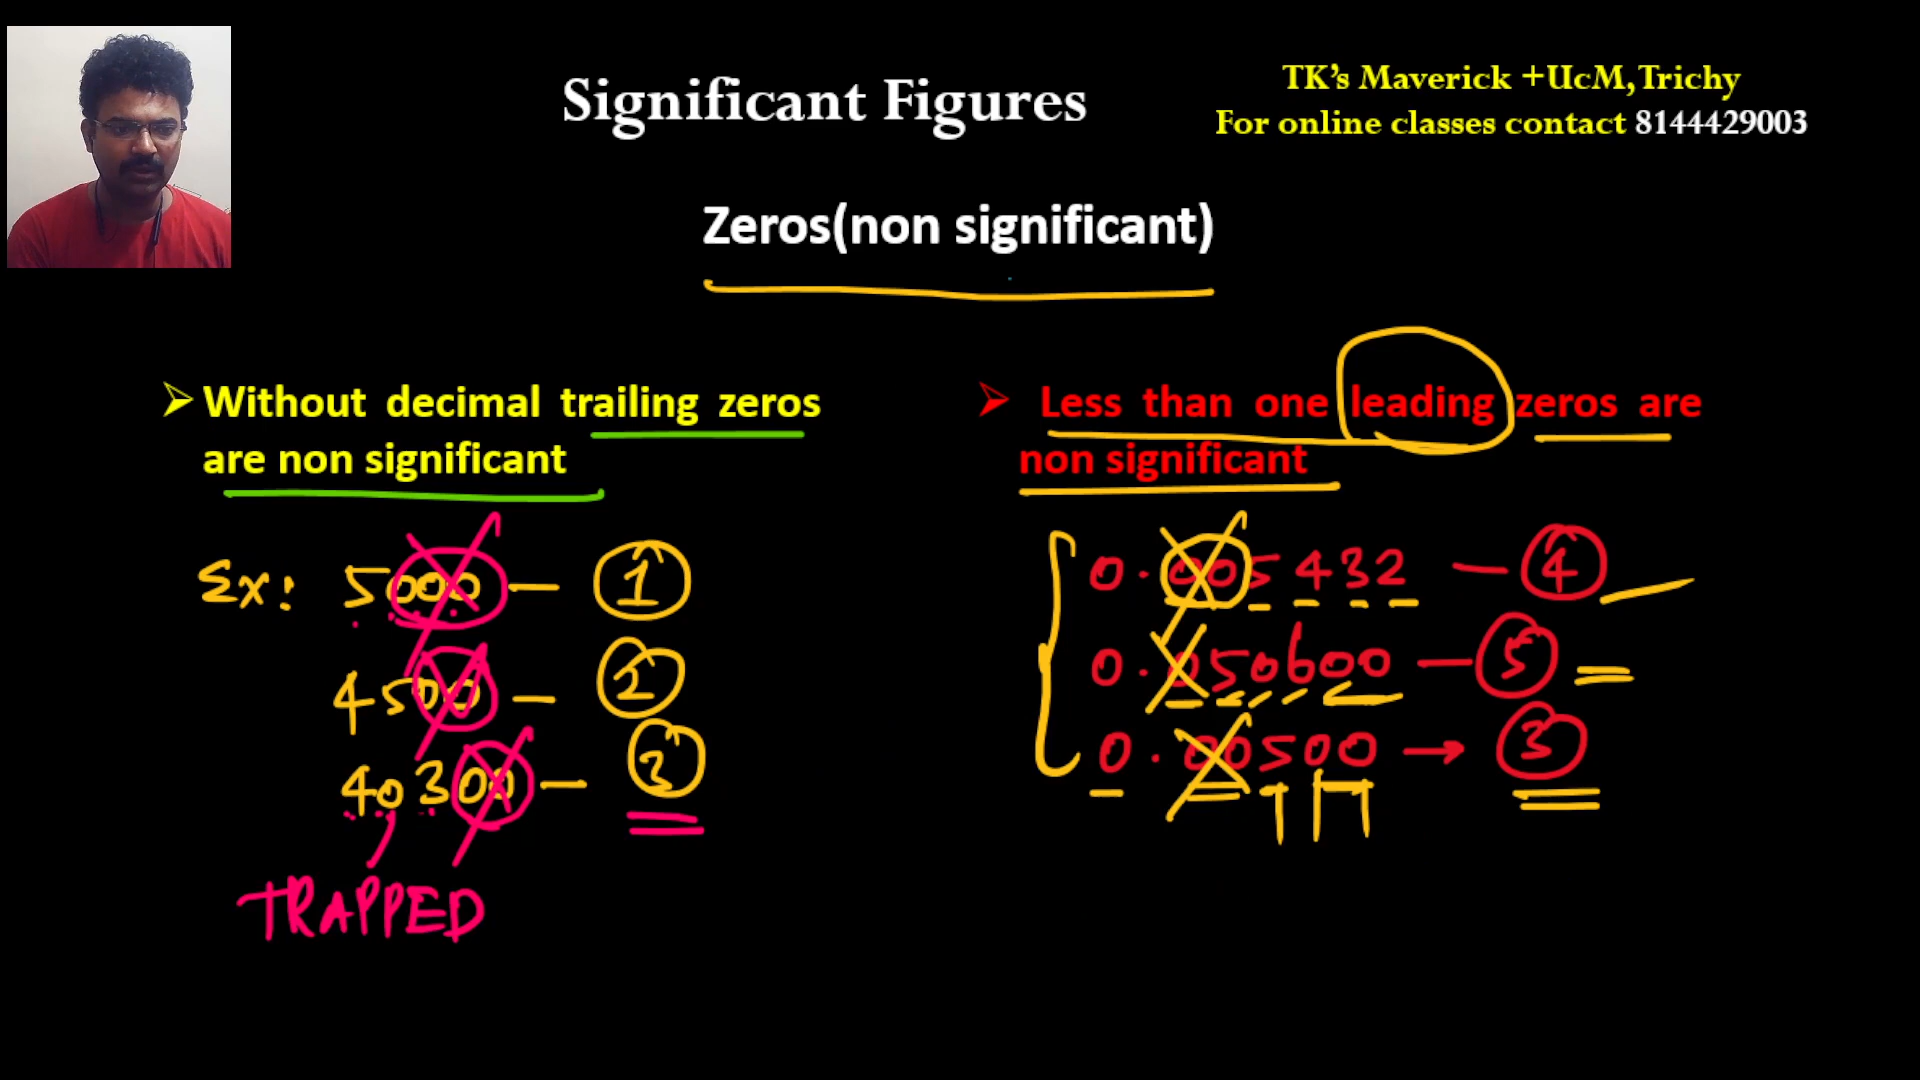 Significant Figures
TK's Maverick +UcM,Trichy
For online classes contact 8144429003
Zeros(non significant)
➢ Without decimal trailing zeros
are non significant
Ex: 5000 — 1
4500 — 2
40300 — 3
TRAPPED
➢ Less than one leading zeros are
non significant
0.005432 — 4
0.050600 — 5
0.00500 → 3